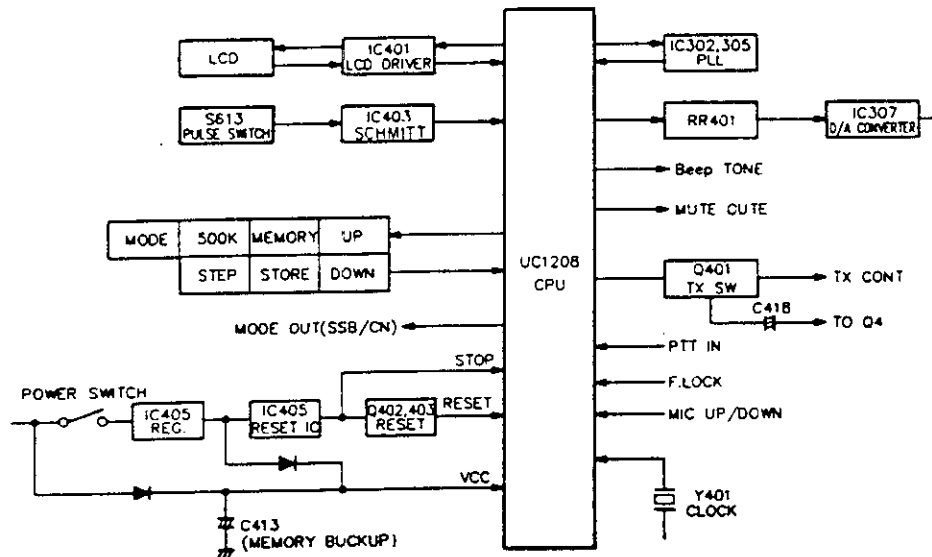 LCD
IC401
LCD DRIVER
IC302,305
PLL
S613
PULSE SWITCH
IC403
SCHMITT
RR401
IC307
D/A CONVERTER
Beep TONE
MUTE CUTE
MODE 500K MEMORY UP
STEP STORE DOWN
UC1208
CPU
Q401
TX SW
TX CONT
C418
TO Q4
MODE OUT(SSB/CN)
PTT IN
STOP
F.LOCK
POWER SWITCH
IC405
REG.
IC405
RESET IC
Q402,403
RESET
RESET
MIC UP/DOWN
VCC
Y401
CLOCK
C413
(MEMORY BUCKUP)